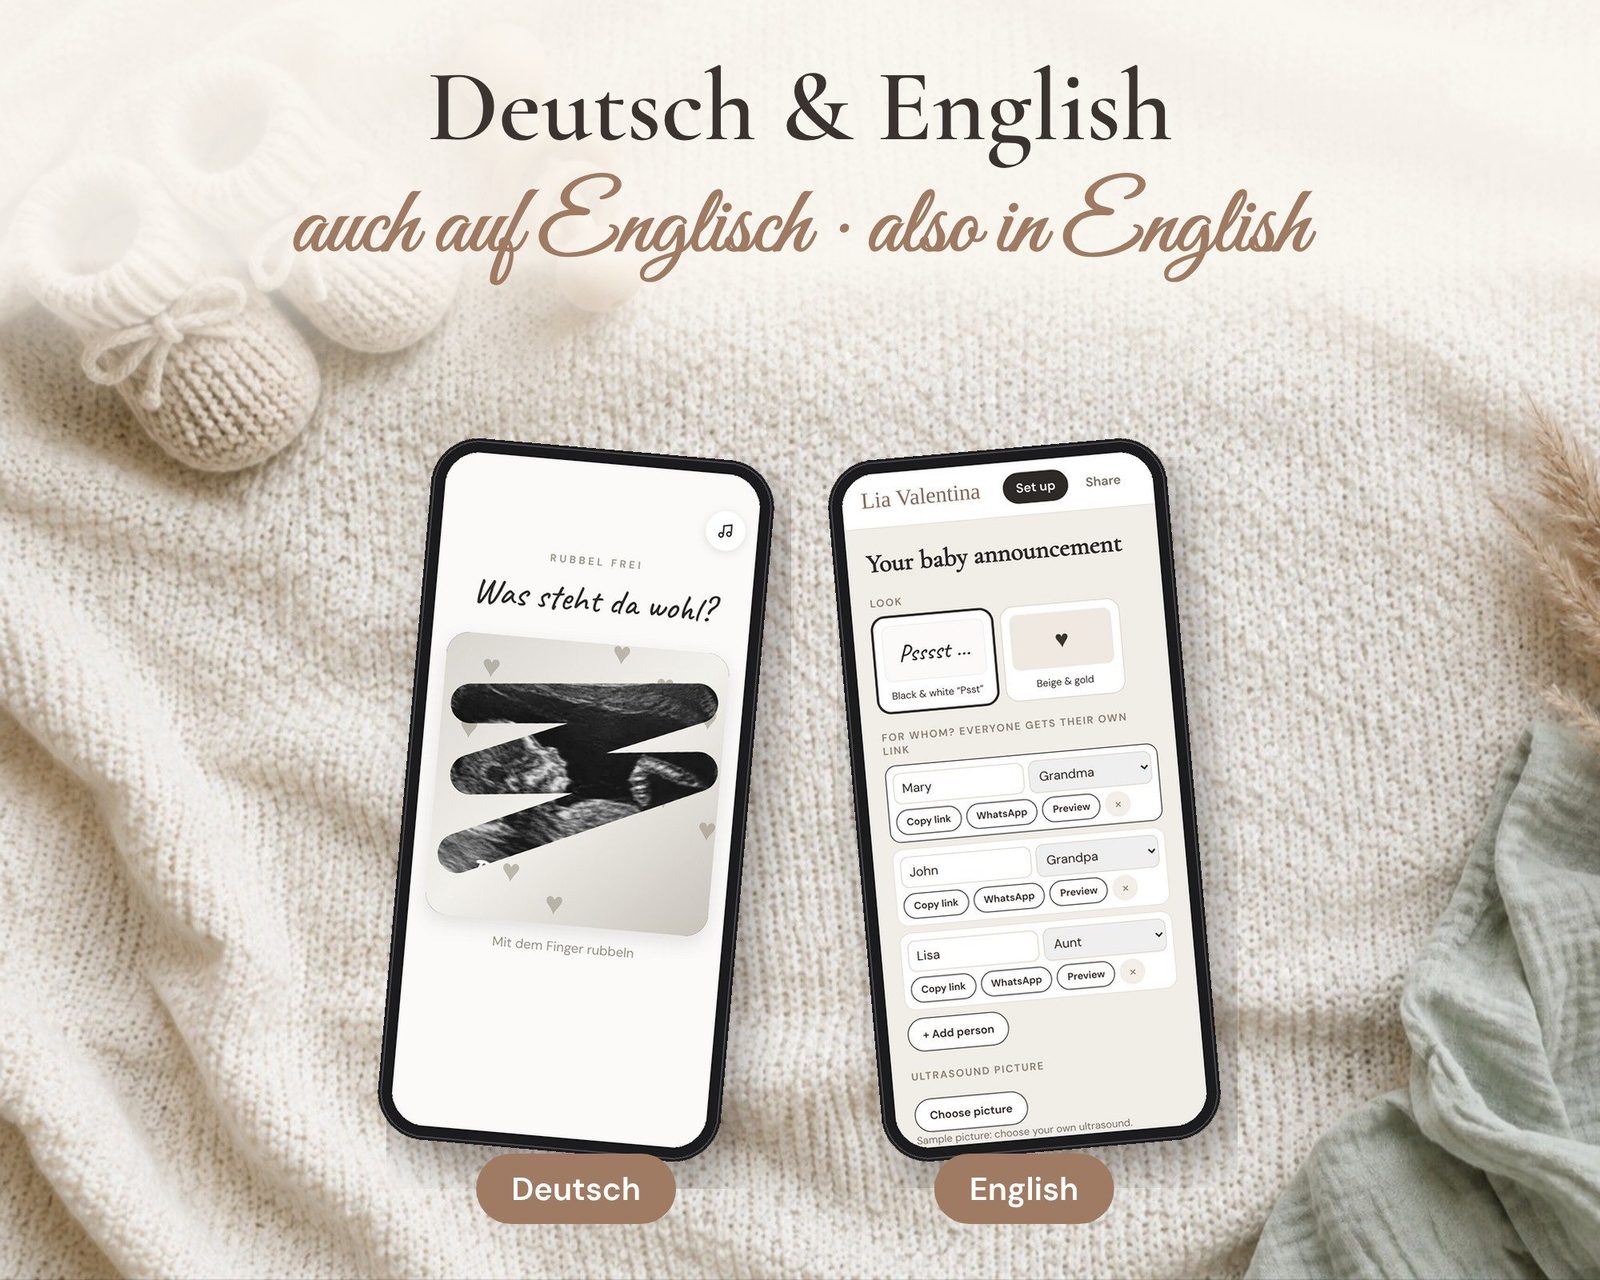 Deutsch & English
auch auf Englisch · also in English
RUBBEL FREI
Was steht da wohl?
Mit dem Finger rubbeln
Deutsch
Lia Valentina
Set up
Share
Your baby announcement
LOOK
Psssst ...
Black & white “Psst”
Beige & gold
FOR WHOM? EVERYONE GETS THEIR OWN
LINK
Mary
Grandma
Copy link
WhatsApp
Preview
×
John
Grandpa
Copy link
WhatsApp
Preview
×
Lisa
Aunt
Copy link
WhatsApp
Preview
×
+ Add person
ULTRASOUND PICTURE
Choose picture
Sample picture: choose your own ultrasound.
English